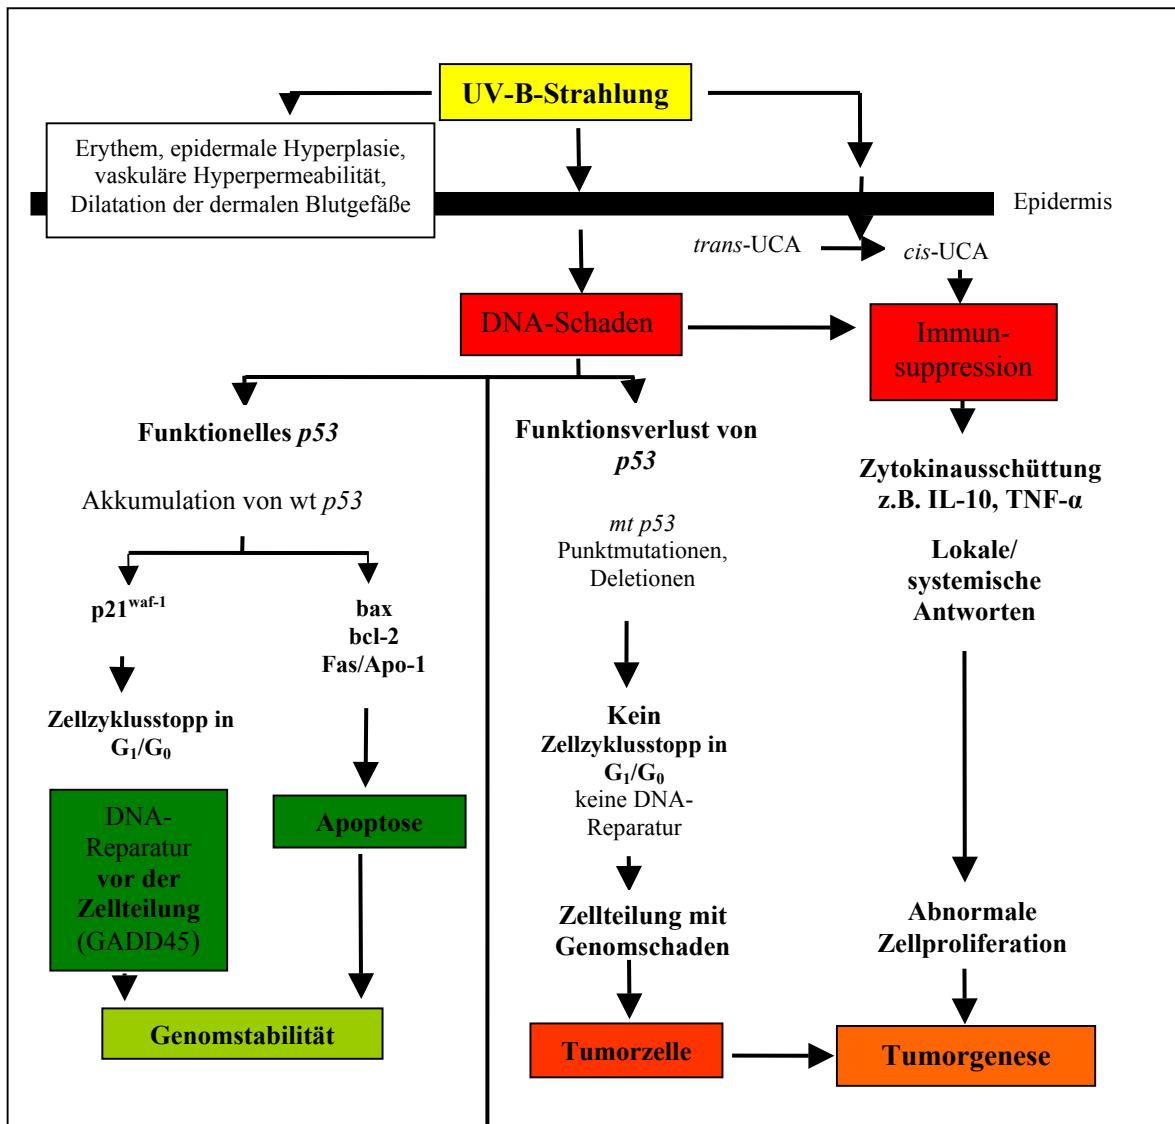 UV-B-Strahlung
Erythem, epidermale Hyperplasie,
vaskuläre Hyperpermeabilität,
Dilatation der dermalen Blutgefäße
Epidermis
trans-UCA
cis-UCA
DNA-Schaden
Immun-
suppression
Funktionelles p53
Funktionsverlust von
p53
Zytokinausschüttung
z.B. IL-10, TNF-α
Akkumulation von wt p53
mt p53
Punktmutationen,
Deletionen
Lokale/
systemische
Antworten
p21waf-1
bax
bcl-2
Fas/Apo-1
Zellzyklusstopp in
G1/G0
Kein
Zellzyklusstopp in
G1/G0
keine DNA-
Reparatur
DNA-
Reparatur
vor der
Zellteilung
(GADD45)
Apoptose
Zellteilung mit
Genomschaden
Abnormale
Zellproliferation
Genomstabilität
Tumorzelle
Tumorgenese